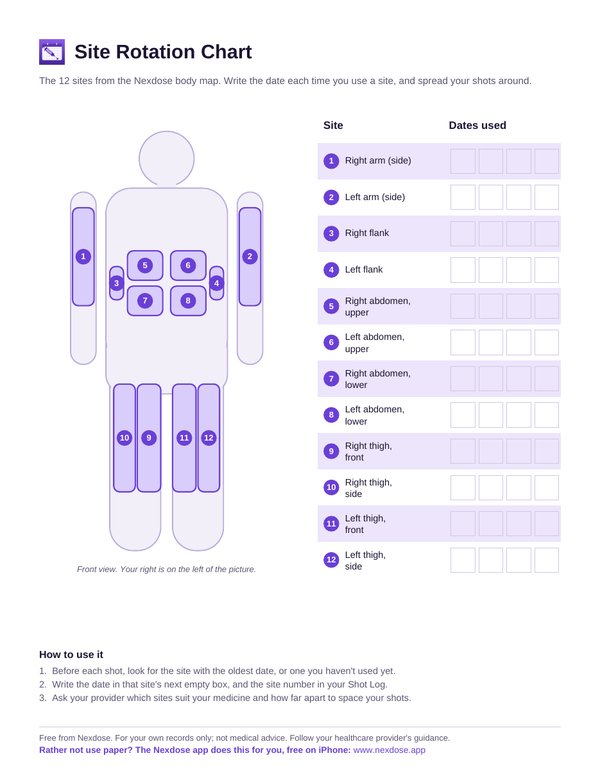 Site Rotation Chart
The 12 sites from the Nexdose body map. Write the date each time you use a site, and spread your shots around.
1
2
3
4
5
6
7
8
10
9
11
12
Front view. Your right is on the left of the picture.
Site Dates used
1 Right arm (side)
2 Left arm (side)
3 Right flank
4 Left flank
5 Right abdomen,
upper
6 Left abdomen,
upper
7 Right abdomen,
lower
8 Left abdomen,
lower
9 Right thigh,
front
10 Right thigh,
side
11 Left thigh,
front
12 Left thigh,
side
How to use it
1. Before each shot, look for the site with the oldest date, or one you haven't used yet.
2. Write the date in that site's next empty box, and the site number in your Shot Log.
3. Ask your provider which sites suit your medicine and how far apart to space your shots.
Free from Nexdose. For your own records only; not medical advice. Follow your healthcare provider's guidance.
Rather not use paper? The Nexdose app does this for you, free on iPhone: www.nexdose.app